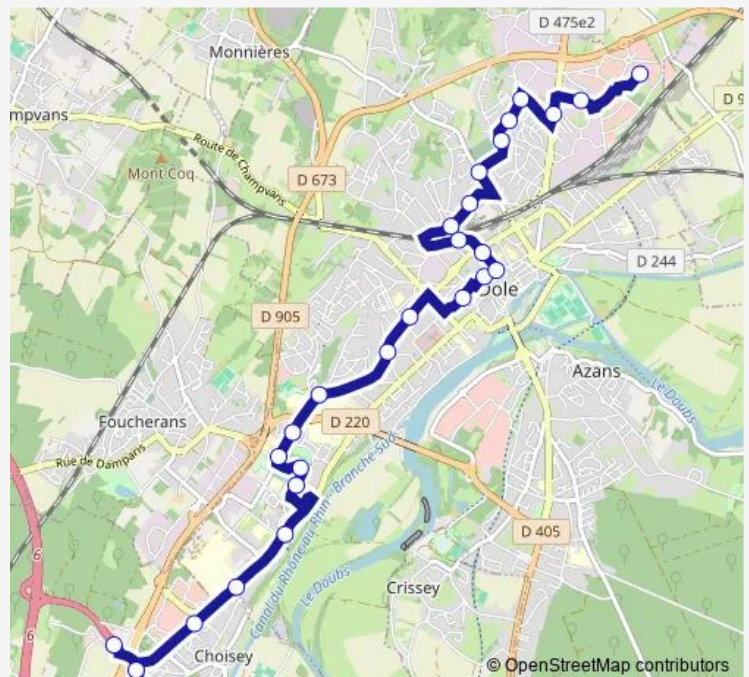 D 475e2
Monnières
mpvans
D 9
Route de Champvans
Mont Coq
D 673
D 244
Dole
D 905
Azans
Le Doubs
Foucherans
D 220
Rue de Damparis
Canal du Rhône au Rhin - Branche Sud
D 405
6
Le Doubs
Crissey
6
Choisey
© OpenStreetMap contributors